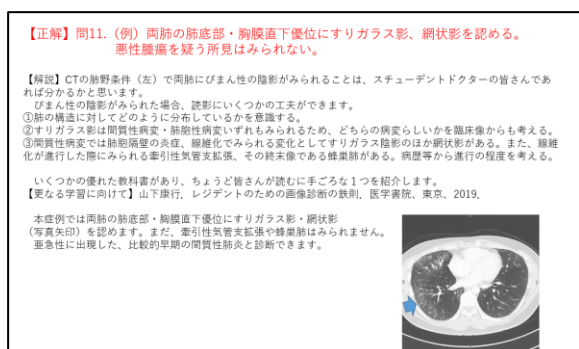 【正解】問11.（例）両肺の肺底部・胸膜直下優位にすりガラス影、網状影を認める。
悪性腫瘍を疑う所見はみられない。
【解説】CTの肺野条件（左）で両肺にびまん性の陰影がみられることは、スチューデントドクターの皆さんであ
れば分かるかと思います。
びまん性の陰影がみられた場合、読影にいくつかの工夫ができます。
①肺の構造に対してどのように分布しているかを意識する。
②すりガラス影は間質性病変・肺胞性病変いずれもみられるため、どちらの病変らしいかを臨床像からも考える。
③間質性病変では肺胞隔壁の炎症、線維化でみられる変化としてすりガラス陰影のほか網状影がある。また、線維
化が進行した際にみられる牽引性気管支拡張、その終末像である蜂巣肺がある。病歴等から進行の程度を考える。
いくつかの優れた教科書があり、ちょうど皆さんが読むに手ごろな１つを紹介します。
【更なる学習に向けて】山下康行. レジデントのための画像診断の鉄則. 医学書院、東京、2019.
本症例では両肺の肺底部・胸膜直下優位にすりガラス影・網状影
（写真矢印）を認めます。まだ、牽引性気管支拡張や蜂巣肺はみられません。
亜急性に出現した、比較的早期の間質性肺炎と診断できます。